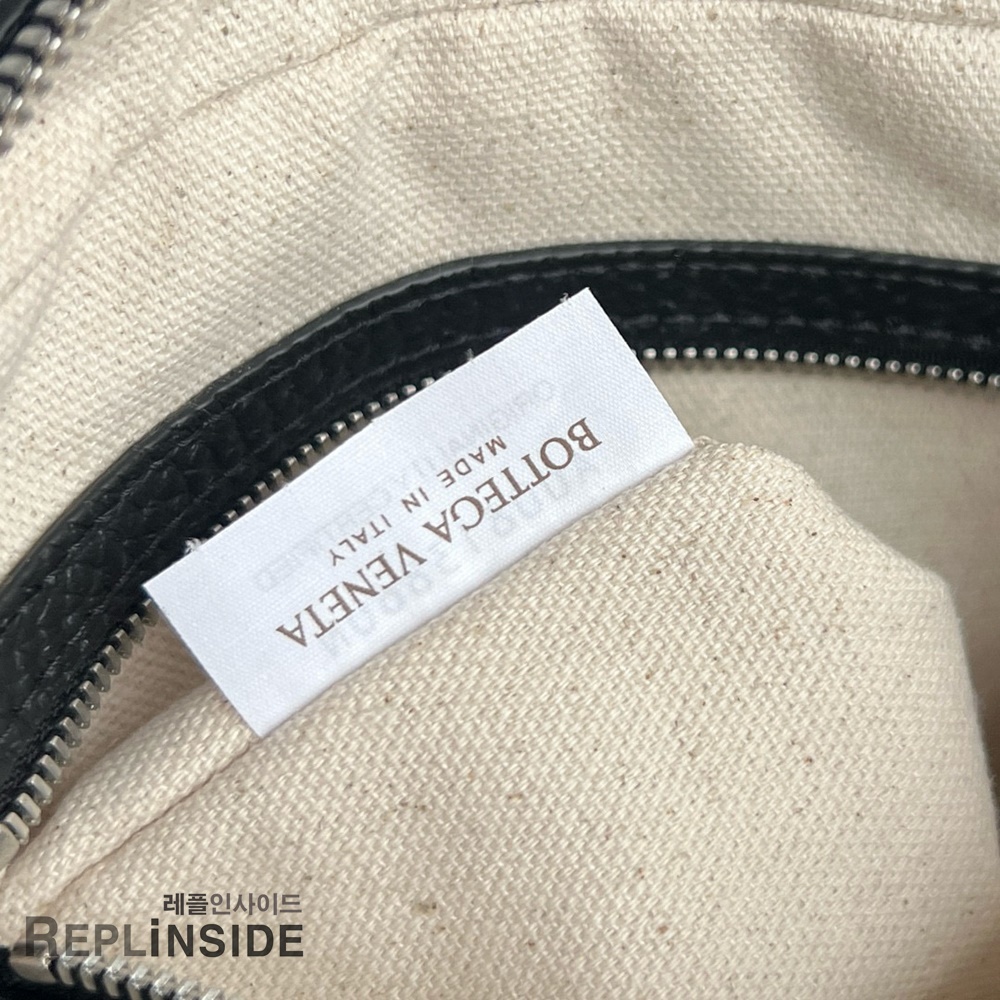 BOTTEGA VENETA
MADE IN ITALY
레플인사이드
REPLINSIDE